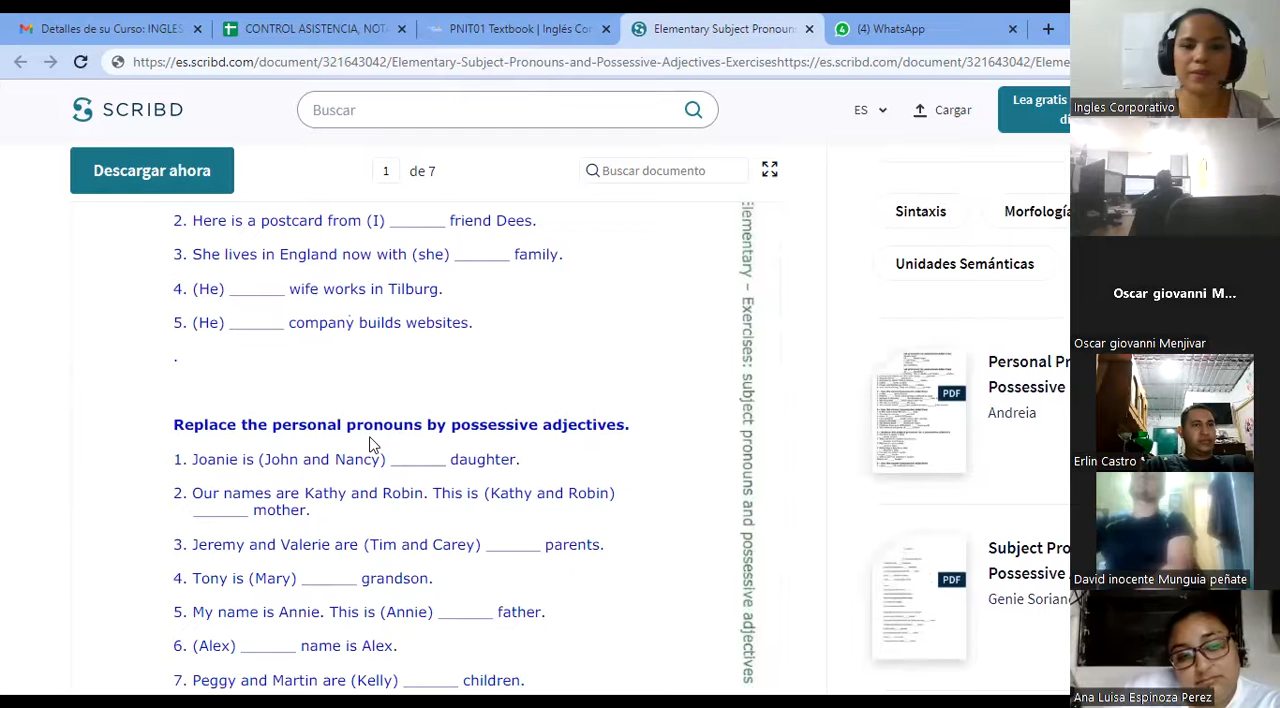 Detalles de su Curso: INGLES
CONTROL ASISTENCIA, NOTA
PNIT01 Textbook | Inglés Cor
Elementary Subject Pronoun
(4) WhatsApp
https://es.scribd.com/document/321643042/Elementary-Subject-Pronouns-and-Possessive-Adjectives-Exerciseshttps://es.scribd.com/document/321643042/Eleme
SCRIBD
Buscar
ES
Cargar
Lea gratis
dí
Descargar ahora
1 de 7
Buscar documento
2. Here is a postcard from (I) _______ friend Dees.
3. She lives in England now with (she) _______ family.
4. (He) _______ wife works in Tilburg.
5. (He) _______ company builds websites.
.
Replace the personal pronouns by possessive adjectives.
1. Joanie is (John and Nancy) _______ daughter.
2. Our names are Kathy and Robin. This is (Kathy and Robin)
_______ mother.
3. Jeremy and Valerie are (Tim and Carey) _______ parents.
4. Tony is (Mary) _______ grandson.
5. My name is Annie. This is (Annie) _______ father.
6. (Alex) _______ name is Alex.
7. Peggy and Martin are (Kelly) _______ children.
Elementary – Exercises: subject pronouns and possessive adjectives
Sintaxis
Morfología
Unidades Semánticas
PDF
Personal Pr
Possessive
Andreia
PDF
Subject Pro
Possessive
Genie Sorian
Ingles Corporativo
Oscar giovanni M...
Oscar giovanni Menjivar
Erlin Castro
David inocente Munguia peñate
Ana Luisa Espinoza Perez